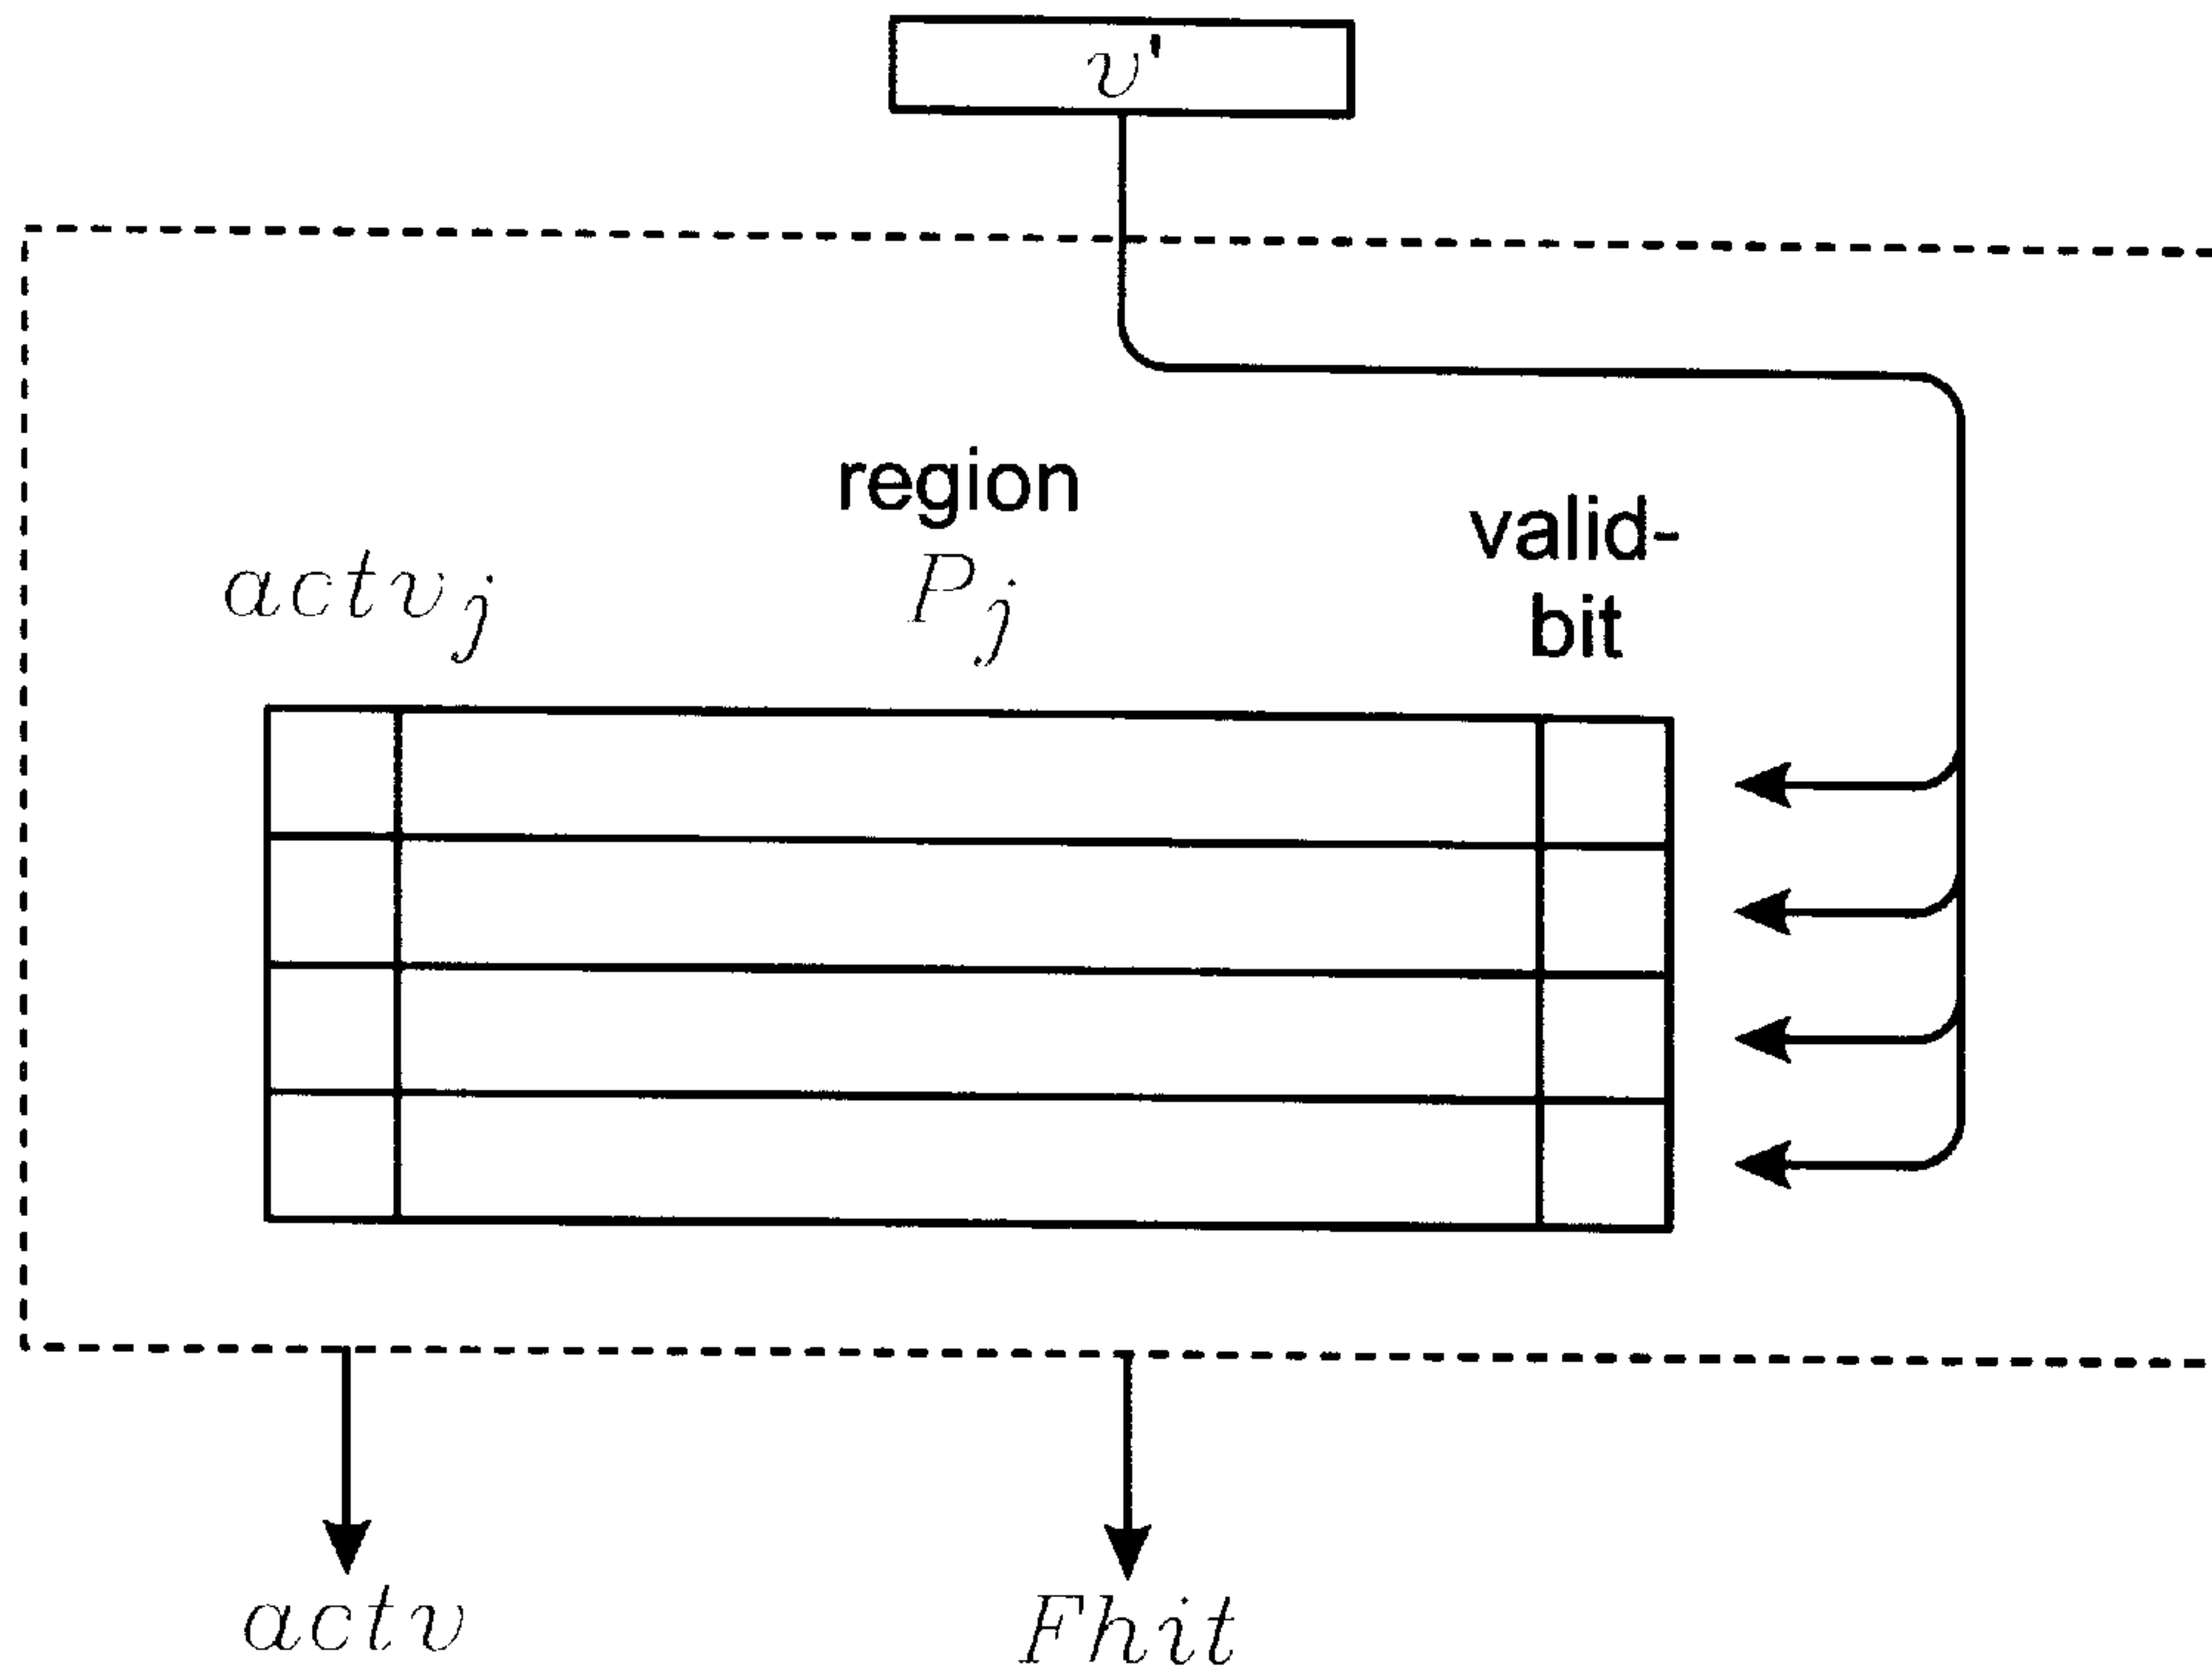 v'
region
actv_j
P_j
valid-
bit
actv
Fhit